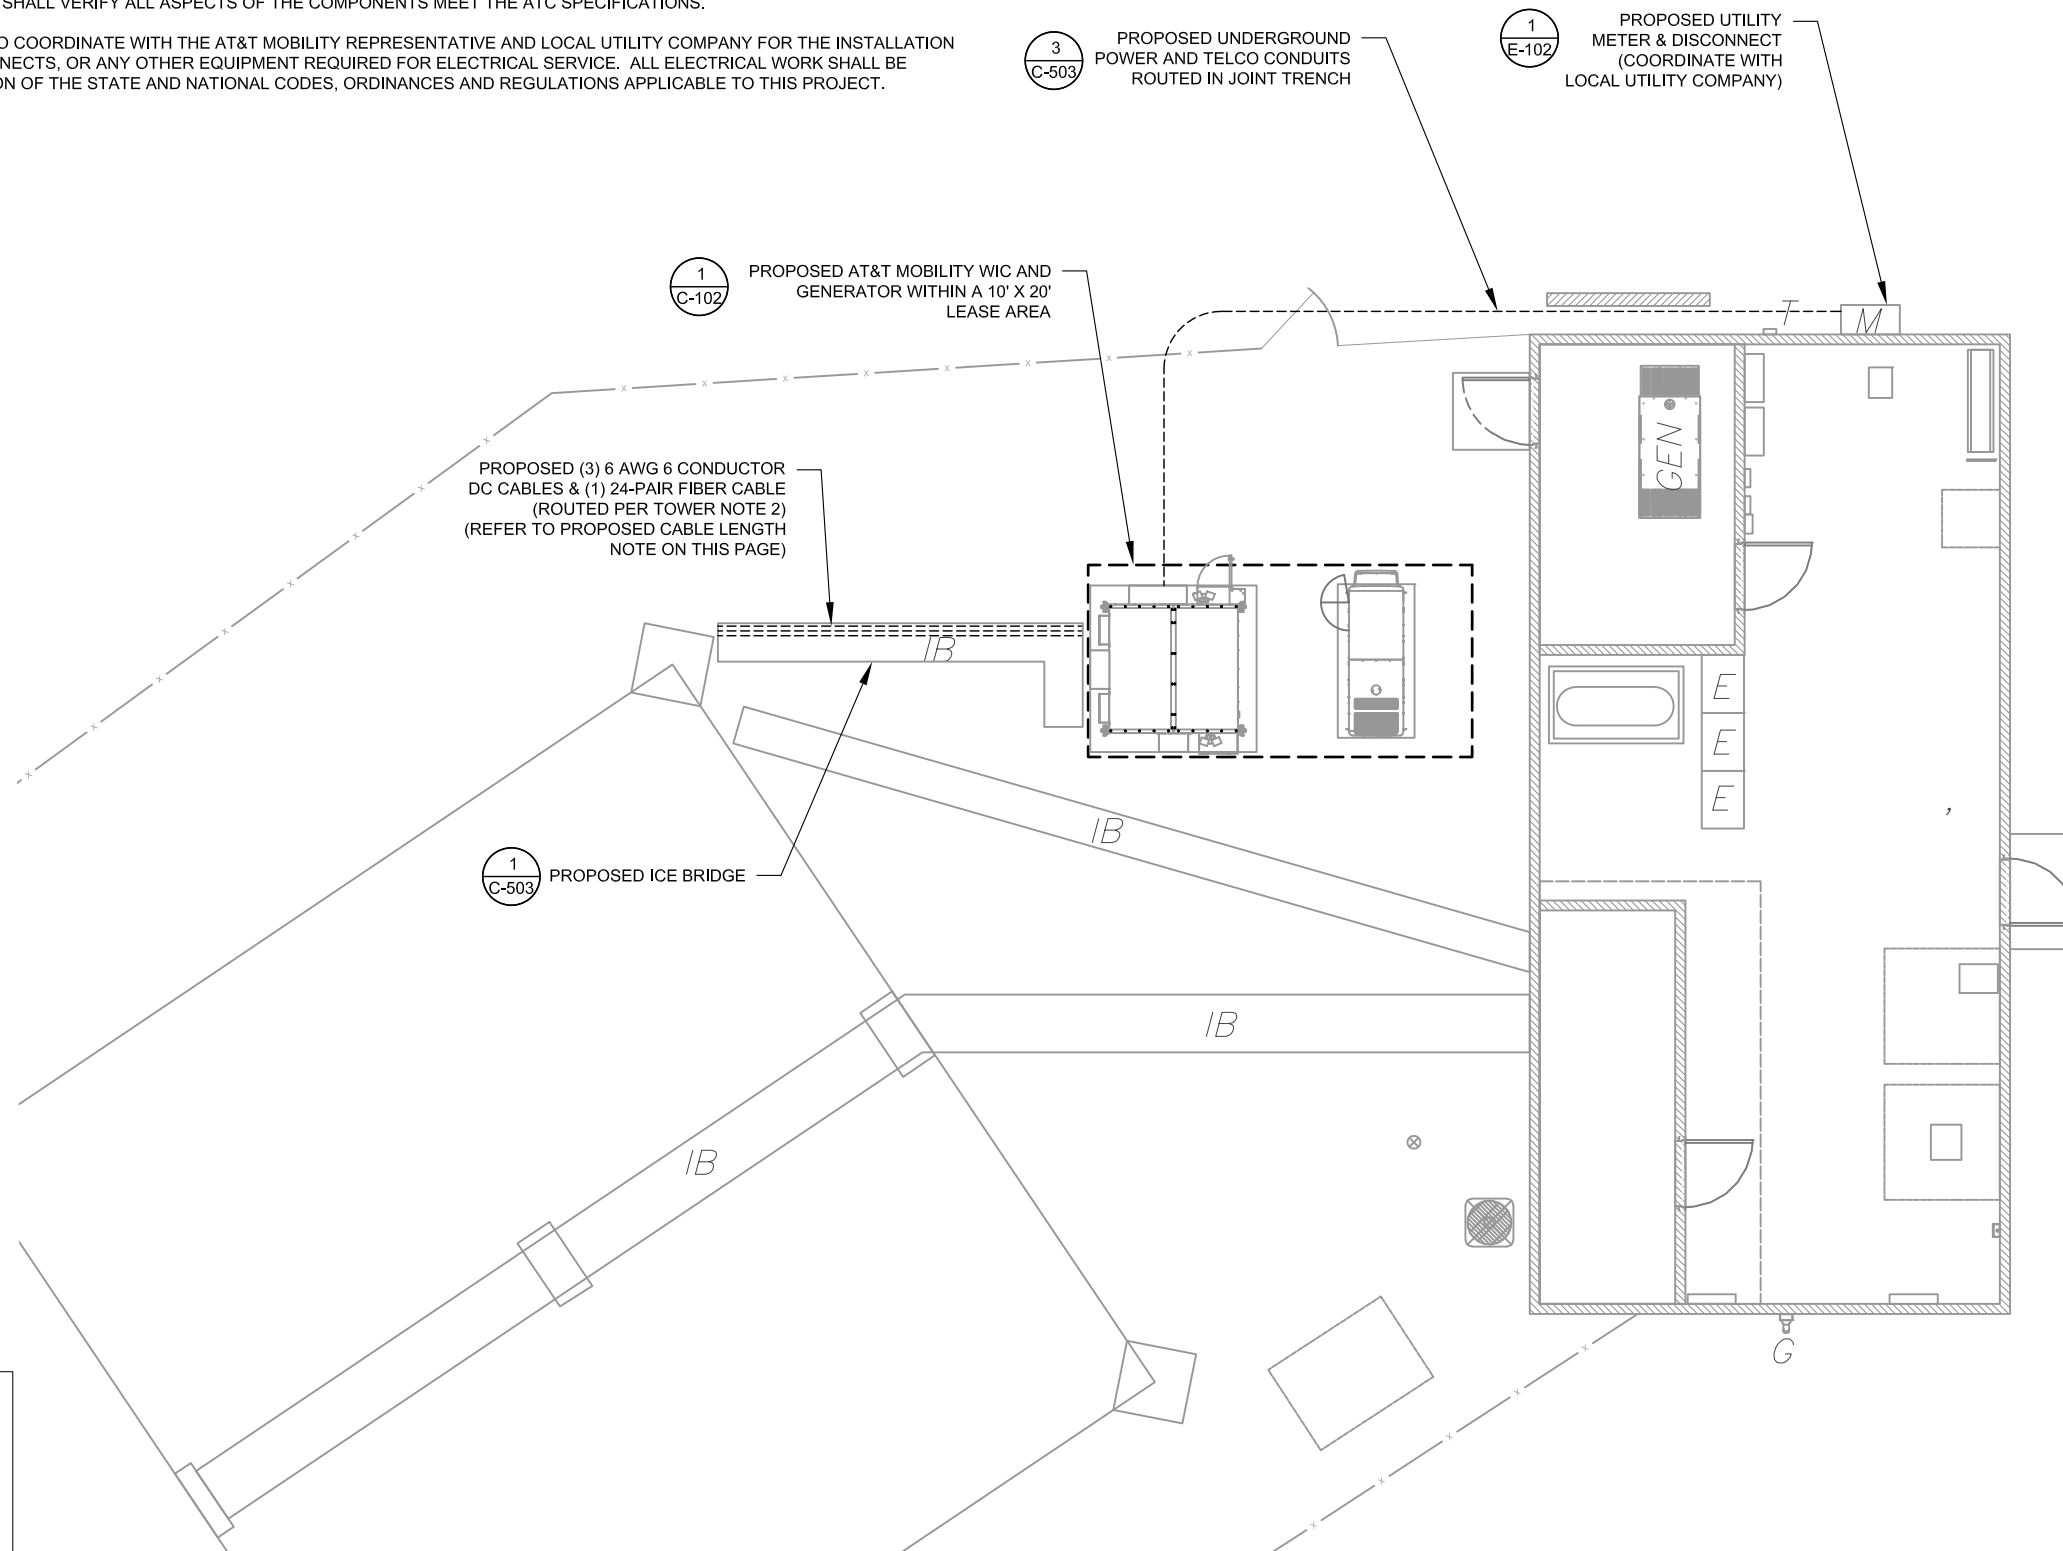 SHALL VERIFY ALL ASPECTS OF THE COMPONENTS MEET THE ATC SPECIFICATIONS.
O COORDINATE WITH THE AT&T MOBILITY REPRESENTATIVE AND LOCAL UTILITY COMPANY FOR THE INSTALLATION
NECTS, OR ANY OTHER EQUIPMENT REQUIRED FOR ELECTRICAL SERVICE. ALL ELECTRICAL WORK SHALL BE
ON OF THE STATE AND NATIONAL CODES, ORDINANCES AND REGULATIONS APPLICABLE TO THIS PROJECT.
3
C-503
PROPOSED UNDERGROUND
POWER AND TELCO CONDUITS
ROUTED IN JOINT TRENCH
1
E-102
PROPOSED UTILITY
METER & DISCONNECT
(COORDINATE WITH
LOCAL UTILITY COMPANY)
1
C-102
PROPOSED AT&T MOBILITY WIC AND
GENERATOR WITHIN A 10' X 20'
LEASE AREA
T
M
GEN
PROPOSED (3) 6 AWG 6 CONDUCTOR
DC CABLES & (1) 24-PAIR FIBER CABLE
(ROUTED PER TOWER NOTE 2)
(REFER TO PROPOSED CABLE LENGTH
NOTE ON THIS PAGE)
IB
E
E
E
,
IB
1
C-503
PROPOSED ICE BRIDGE
IB
IB
G